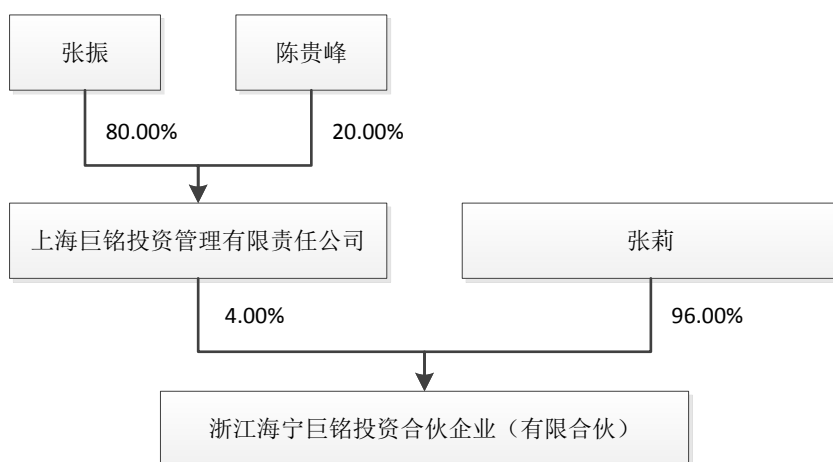 张振
陈贵峰
80.00%
20.00%
上海巨铭投资管理有限责任公司
张莉
4.00%
96.00%
浙江海宁巨铭投资合伙企业（有限合伙）